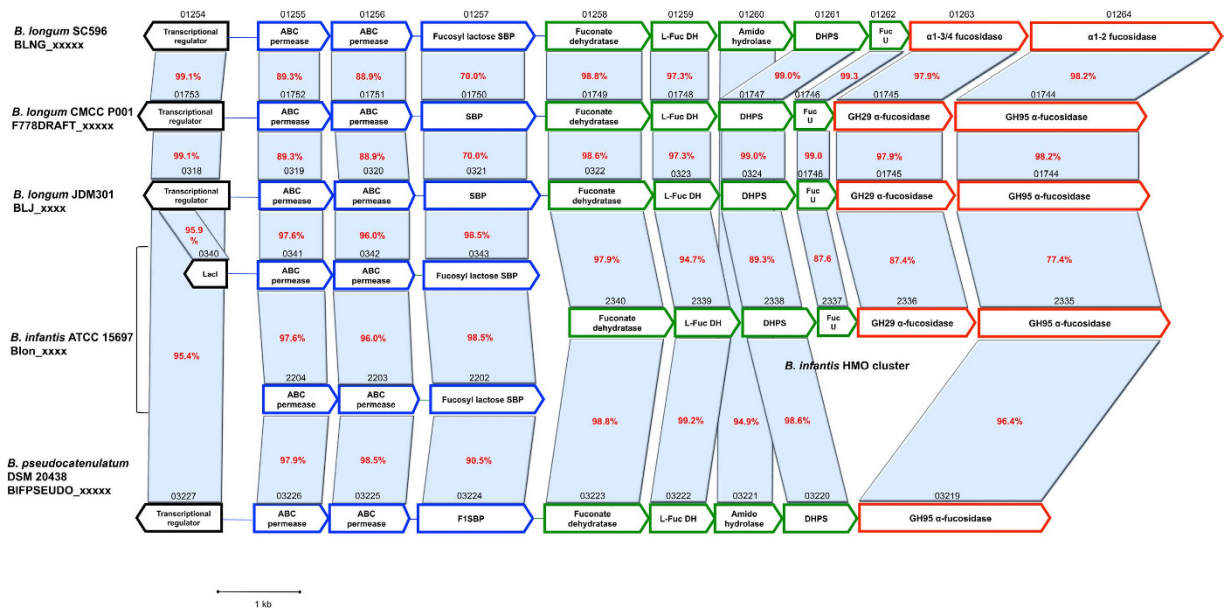 01254 01255 01256 01257 01258 01259 01260 01261 01262 01263 01264
B. longum SC596
BLNG_xxxxx
Transcriptional regulator
ABC permease
ABC permease
Fucosyl lactose SBP
Fuconate dehydratase
L-Fuc DH
Amido hydrolase
DHPS
Fuc U
α1-3/4 fucosidase
α1-2 fucosidase
99.1% 89.3% 88.9% 70.0% 98.8% 97.3% 99.0% 99.3 97.9% 98.2%
01753 01752 01751 01750 01749 01748 01747 01746 01745 01744
B. longum CMCC P001
F778DRAFT_xxxxx
Transcriptional regulator
ABC permease
ABC permease
SBP
Fuconate dehydratase
L-Fuc DH
DHPS
Fuc U
GH29 α-fucosidase
GH95 α-fucosidase
99.1% 89.3% 88.9% 70.0% 98.6% 97.3% 99.0% 99.0 97.9% 98.2%
0318 0319 0320 0321 0322 0323 0324 01746 01745 01744
B. longum JDM301
BLJ_xxxx
Transcriptional regulator
ABC permease
ABC permease
SBP
Fuconate dehydratase
L-Fuc DH
DHPS
Fuc U
GH29 α-fucosidase
GH95 α-fucosidase
95.9 %
97.6% 96.0% 98.5% 97.9% 94.7% 89.3% 87.6 87.4% 77.4%
0340 0341 0342 0343
LacI
ABC permease
ABC permease
Fucosyl lactose SBP
2340 2339 2338 2337 2336 2335
Fuconate dehydratase
L-Fuc DH
DHPS
Fuc U
GH29 α-fucosidase
GH95 α-fucosidase
B. infantis ATCC 15697
Blon_xxxx
95.4%
97.6% 96.0% 98.5%
B. infantis HMO cluster
2204 2203 2202
ABC permease
ABC permease
Fucosyl lactose SBP
98.8% 99.2% 94.9% 98.6% 96.4%
97.9% 98.5% 90.5%
B. pseudocatenulatum
DSM 20438
BIFPSEUDO_xxxxx
03227 03226 03225 03224 03223 03222 03221 03220 03219
Transcriptional regulator
ABC permease
ABC permease
F1SBP
Fuconate dehydratase
L-Fuc DH
Amido hydrolase
DHPS
GH95 α-fucosidase
1 kb